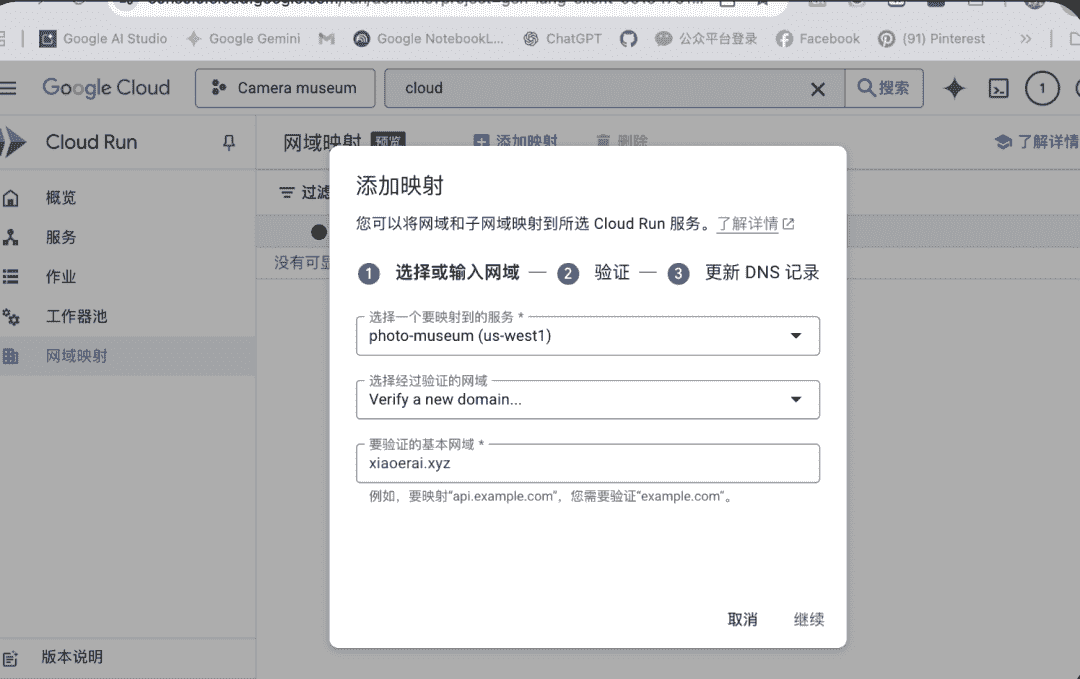 Google AI Studio Google Gemini Google NotebookL... ChatGPT 公众平台登录 Facebook (91) Pinterest
Google Cloud Camera museum cloud 搜索 1
Cloud Run 网域映射 预览 添加映射 删除 了解详情
概览
服务
作业
工作器池
网域映射
版本说明
过滤
没有可显
添加映射
您可以将网域和子网域映射到所选 Cloud Run 服务。了解详情
1 选择或输入网域 — 2 验证 — 3 更新 DNS 记录
选择一个要映射到的服务 *
photo-museum (us-west1)
选择经过验证的网域
Verify a new domain...
要验证的基本网域 *
xiaoerai.xyz
例如，要映射“api.example.com”，您需要验证“example.com”。
取消 继续